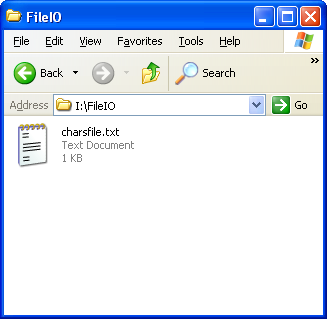 FileIO
File Edit View Favorites Tools Help
Back Search
Address I:\FileIO Go
charsfile.txt
Text Document
1 KB